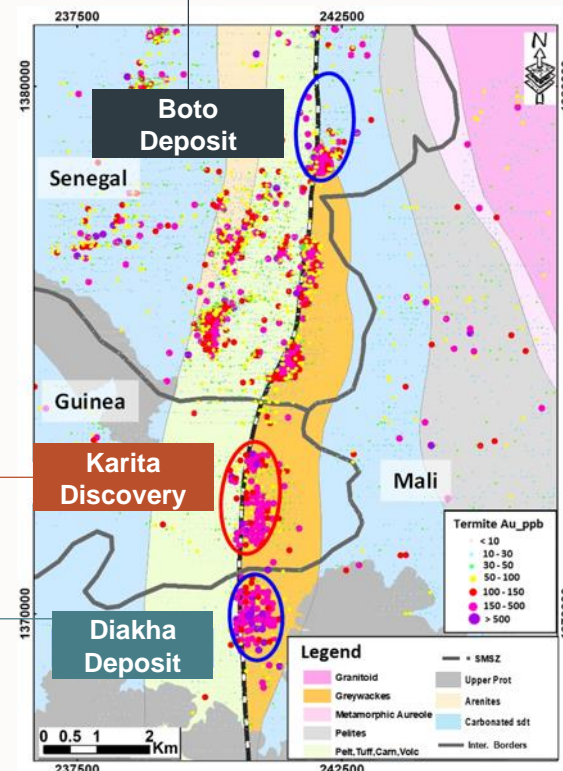 237500 242500
N
1380000
Boto
Deposit
Senegal
Guinea
Karita
Discovery
Mali
Termite Au_ppb
< 10
10 - 30
30 - 50
50 - 100
100 - 150
150 - 500
> 500
1370000
Diakha
Deposit
Legend
Granitoid
Greywackes
Metamorphic Aureole
Pelites
Pelt,Tuff,Carn,Volc
SMSZ
Upper Prot
Arenites
Carbonated sdt
Inter. Borders
0 0.5 1 2
Km
237500 242500